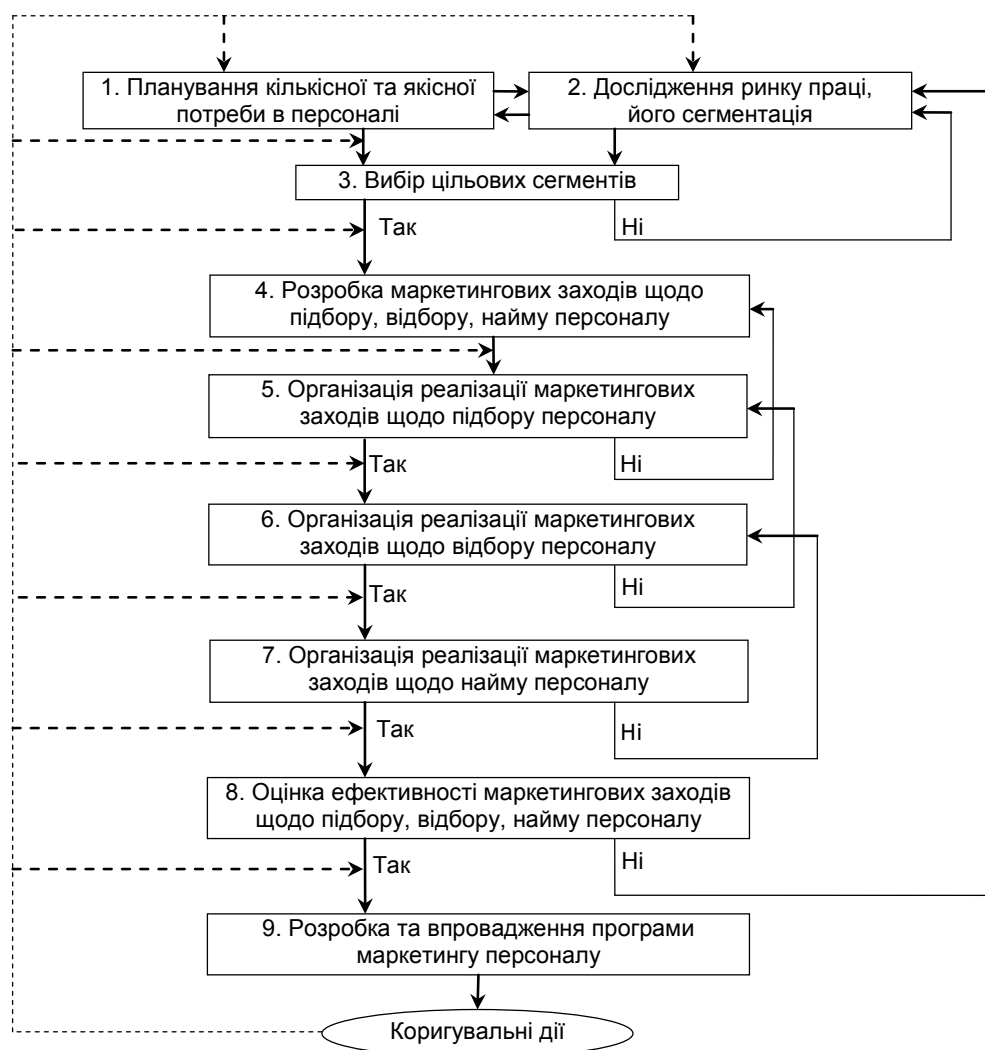 1. Планування кількісної та якісної
потреби в персоналі
2. Дослідження ринку праці,
його сегментація
3. Вибір цільових сегментів
Так
Ні
4. Розробка маркетингових заходів щодо
підбору, відбору, найму персоналу
5. Організація реалізації маркетингових
заходів щодо підбору персоналу
Так
Ні
6. Організація реалізації маркетингових
заходів щодо відбору персоналу
Так
Ні
7. Організація реалізації маркетингових
заходів щодо найму персоналу
Так
Ні
8. Оцінка ефективності маркетингових заходів
щодо підбору, відбору, найму персоналу
Так
Ні
9. Розробка та впровадження програми
маркетингу персоналу
Коригувальні дії